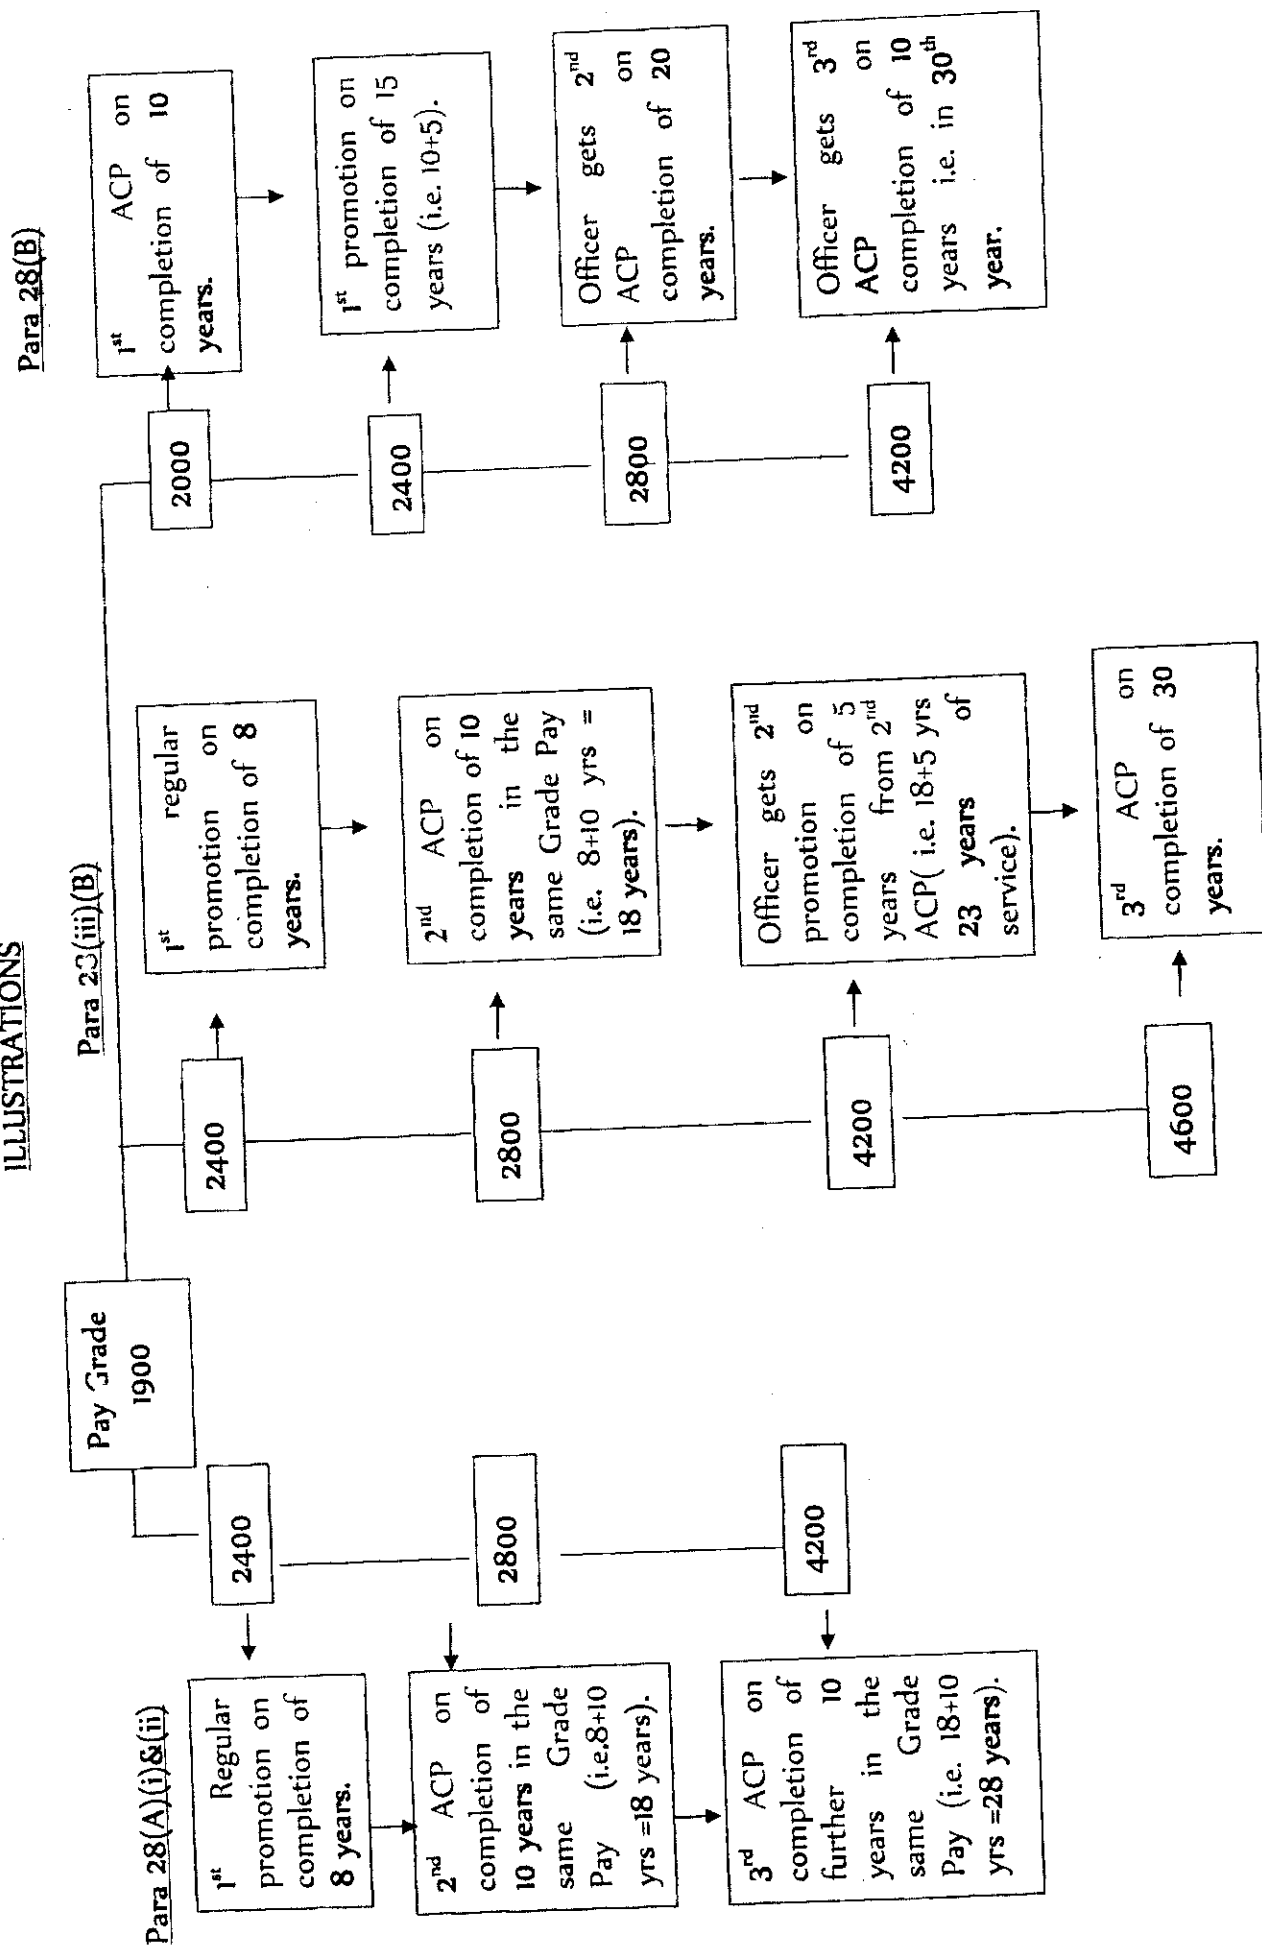 ILLUSTRATIONS
Pay Grade
1900
Para 28(A)(i)&(ii)
2400
1st Regular
promotion on
completion of
8 years.
2800
2nd ACP on
completion of
10 years in the
same Grade
Pay (i.e.8+10
yrs =18 years).
4200
3rd ACP on
completion of
further 10
years in the
same Grade
Pay (i.e. 18+10
yrs =28 years).
Para 23(iii)(B)
2400
1st regular
promotion on
completion of 8
years.
2800
2nd ACP on
completion of 10
years in the
same Grade Pay
(i.e. 8+10 yrs =
18 years).
4200
Officer gets 2nd
promotion on
completion of 5
years from 2nd
ACP( i.e. 18+5 yrs
23 years of
service).
4600
3rd ACP on
completion of 30
years.
Para 28(B)
2000
1st ACP on
completion of 10
years.
2400
1st promotion on
completion of 15
years (i.e. 10+5).
2800
Officer gets 2nd
ACP on
completion of 20
years.
4200
Officer gets 3rd
ACP on
completion of 10
years i.e. in 30th
year.